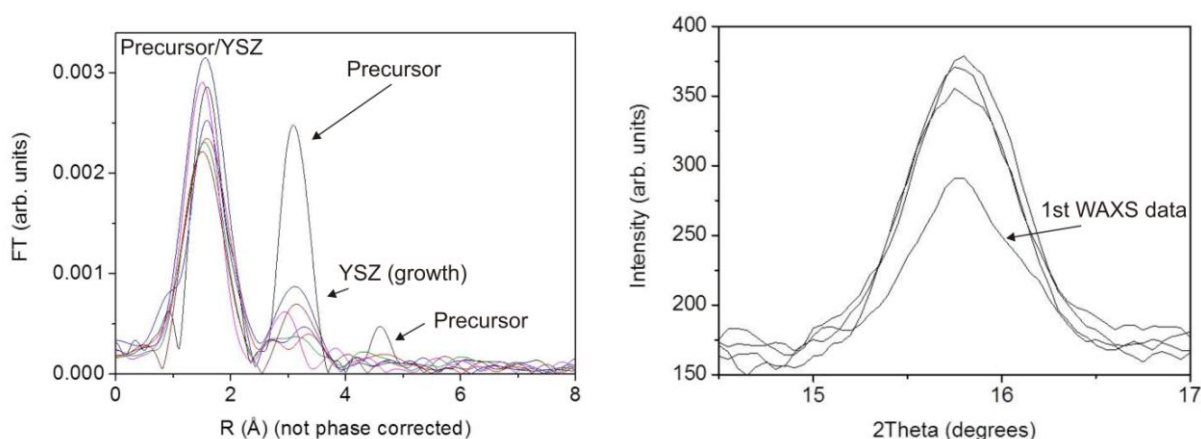 Precursor/YSZ
Precursor
0.003
0.002
FT (arb. units)
YSZ (growth)
0.001
Precursor
0.000
0 2 4 6 8
R (Å) (not phase corrected)
400
350
300
Intensity (arb. units)
1st WAXS data
250
200
150
15 16 17
2Theta (degrees)